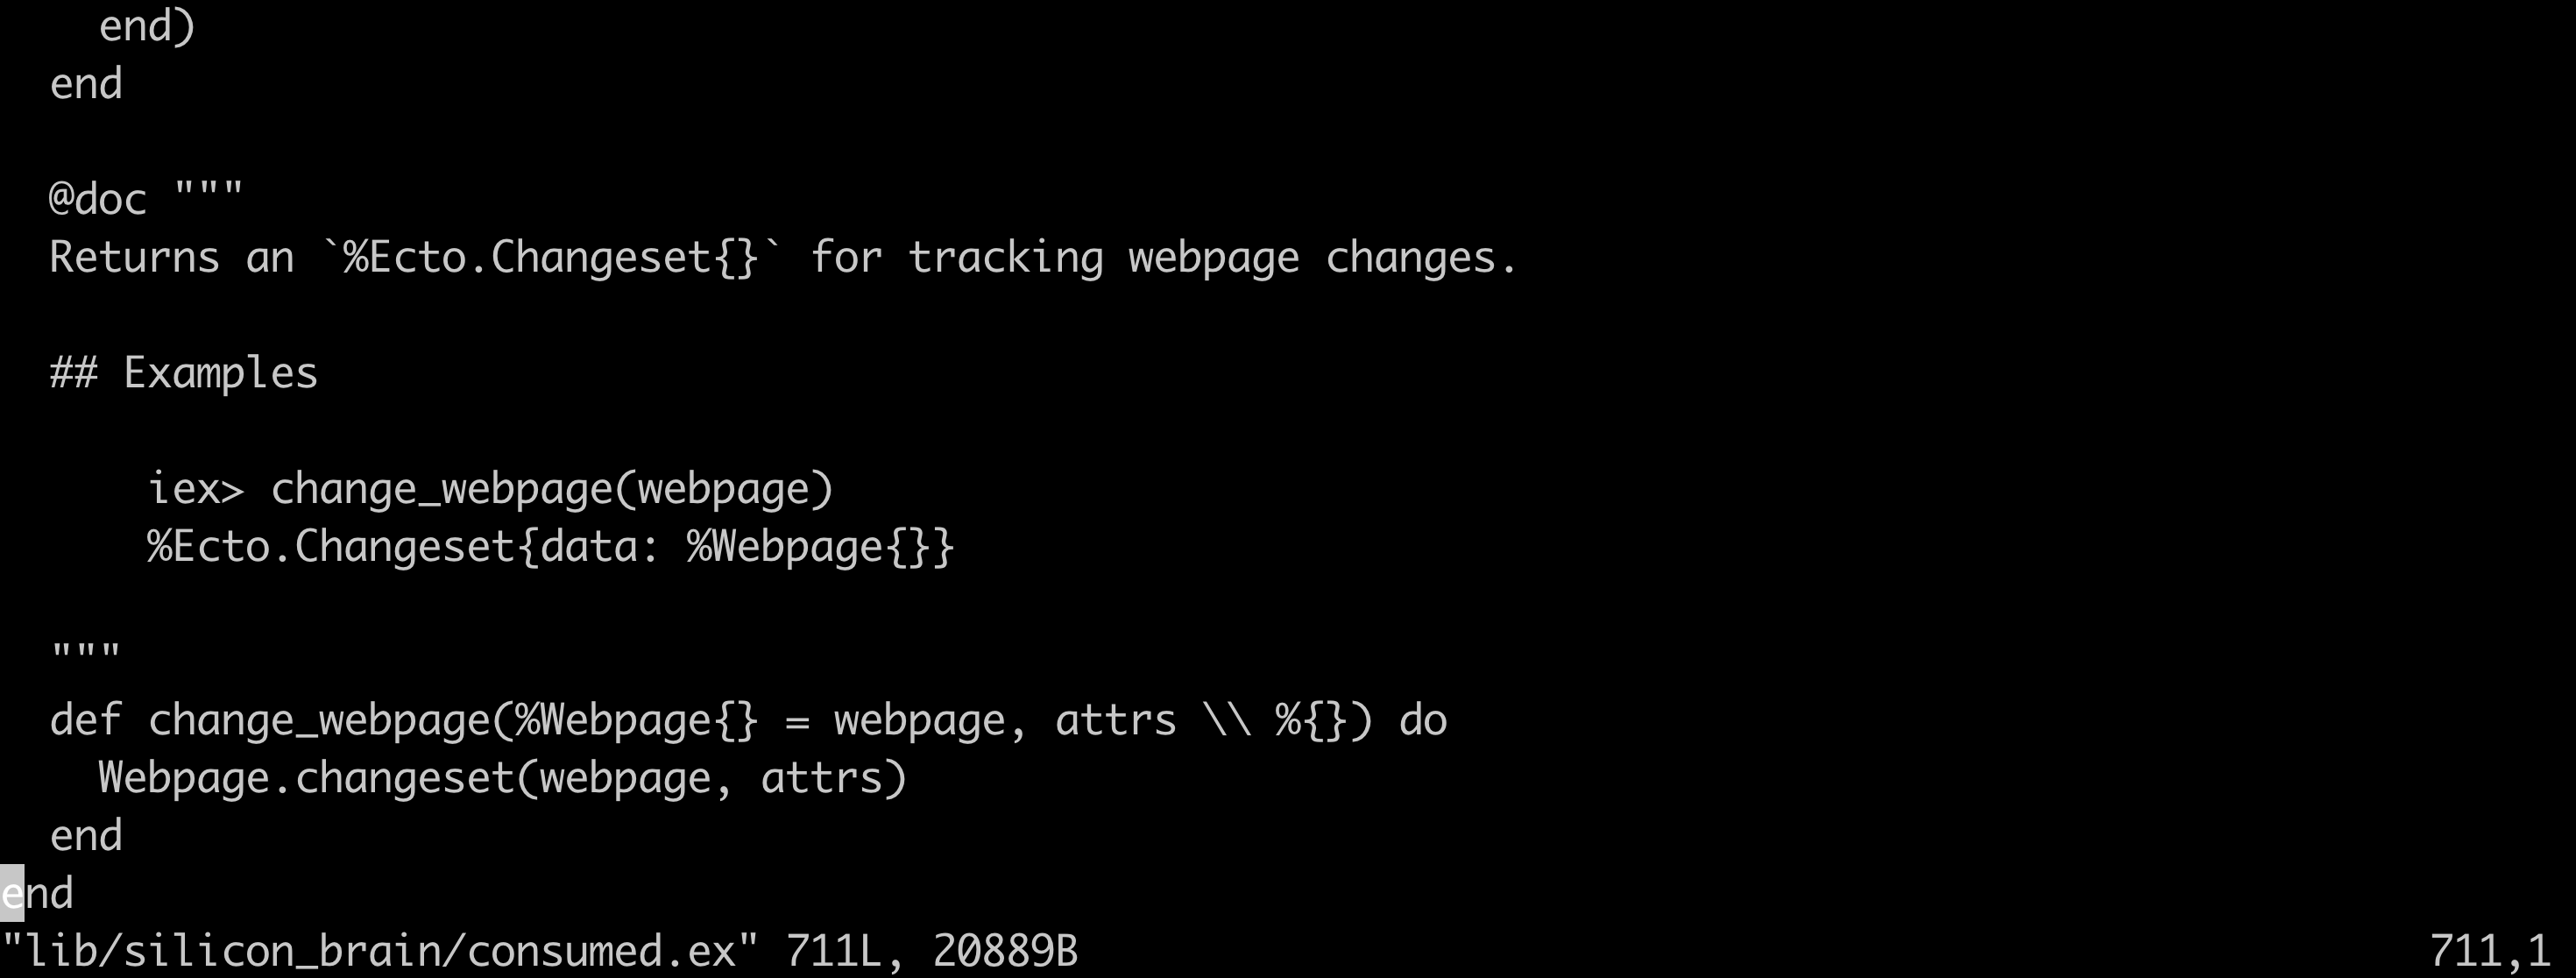 end)
  end

  @doc """
  Returns an `%Ecto.Changeset{}` for tracking webpage changes.

  ## Examples

      iex> change_webpage(webpage)
      %Ecto.Changeset{data: %Webpage{}}

  """
  def change_webpage(%Webpage{} = webpage, attrs \\ %{}) do
    Webpage.changeset(webpage, attrs)
  end
end
"lib/silicon_brain/consumed.ex" 711L, 20889B 711,1